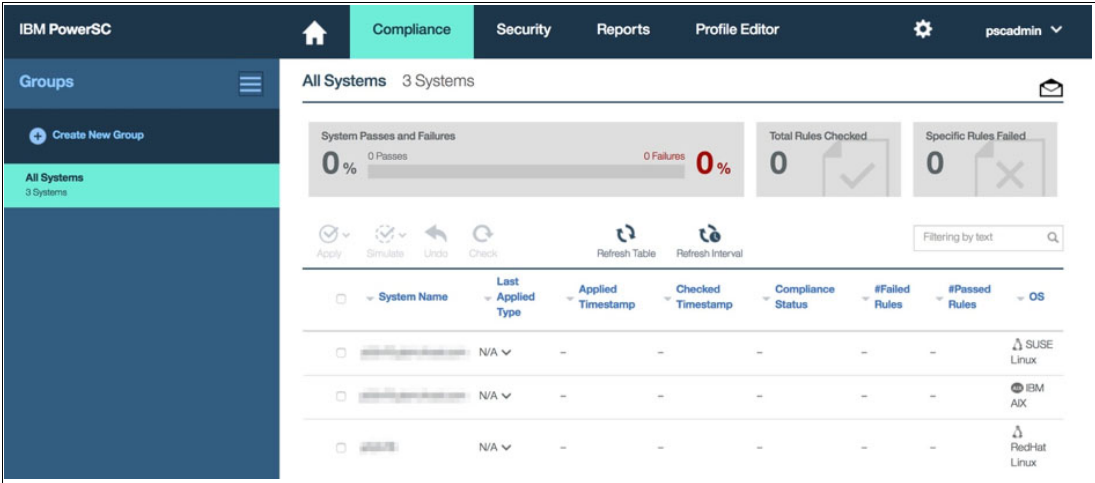 IBM PowerSC
Compliance
Security
Reports
Profile Editor
pscadmin
Groups
All Systems 3 Systems
Create New Group
All Systems
3 Systems
System Passes and Failures
0 %
0 Passes
0 Failures
0 %
Total Rules Checked
0
Specific Rules Failed
0
Apply
Simulate
Undo
Check
Refresh Table
Refresh Interval
Filtering by text
System Name
Last
Applied
Type
Applied
Timestamp
Checked
Timestamp
Compliance
Status
#Failed
Rules
#Passed
Rules
OS
N/A - - - - - SUSE
Linux
N/A - - - - - IBM
AIX
N/A - - - - - RedHat
Linux